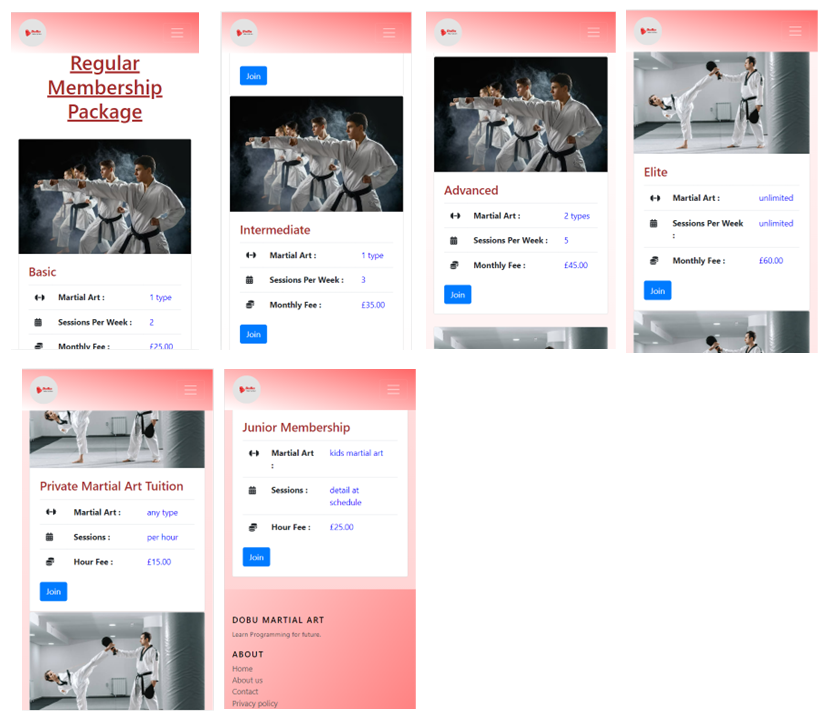 Regular
Membership
Package
Basic
Martial Art : 1 type
Sessions Per Week : 2
Monthly Fee : £25.00
Join
Intermediate
Martial Art : 1 type
Sessions Per Week : 3
Monthly Fee : £35.00
Join
Advanced
Martial Art : 2 types
Sessions Per Week : 5
Monthly Fee : £45.00
Join
Elite
Martial Art : unlimited
Sessions Per Week unlimited
:
Monthly Fee : £60.00
Join
Private Martial Art Tuition
Martial Art : any type
Sessions : per hour
Hour Fee : £15.00
Join
Junior Membership
Martial Art kids martial art
:
Sessions : detail at
schedule
Hour Fee : £25.00
Join
DOBU MARTIAL ART
Learn Programming for future.
ABOUT
Home
About us
Contact
Privacy policy